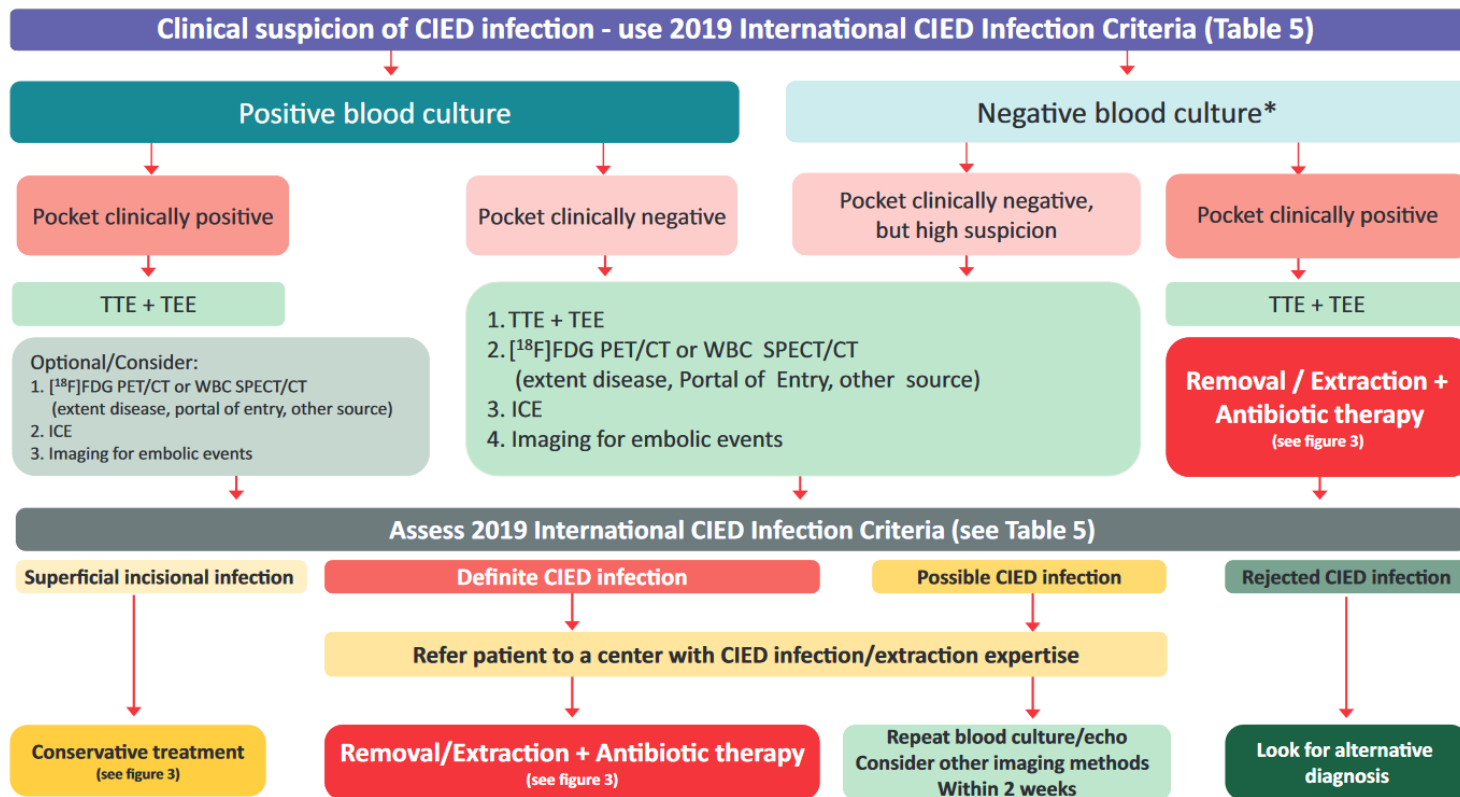 Clinical suspicion of CIED infection - use 2019 International CIED Infection Criteria (Table 5)
Positive blood culture
Negative blood culture*
Pocket clinically positive
Pocket clinically negative
Pocket clinically negative,
but high suspicion
Pocket clinically positive
TTE + TEE
Optional/Consider:
1. [¹⁸F]FDG PET/CT or WBC SPECT/CT
(extent disease, portal of entry, other source)
2. ICE
3. Imaging for embolic events
1. TTE + TEE
2. [¹⁸F]FDG PET/CT or WBC SPECT/CT
(extent disease, Portal of Entry, other source)
3. ICE
4. Imaging for embolic events
TTE + TEE
Removal / Extraction +
Antibiotic therapy
(see figure 3)
Assess 2019 International CIED Infection Criteria (see Table 5)
Superficial incisional infection
Definite CIED infection
Possible CIED infection
Rejected CIED infection
Refer patient to a center with CIED infection/extraction expertise
Conservative treatment
(see figure 3)
Removal/Extraction + Antibiotic therapy
(see figure 3)
Repeat blood culture/echo
Consider other imaging methods
Within 2 weeks
Look for alternative
diagnosis